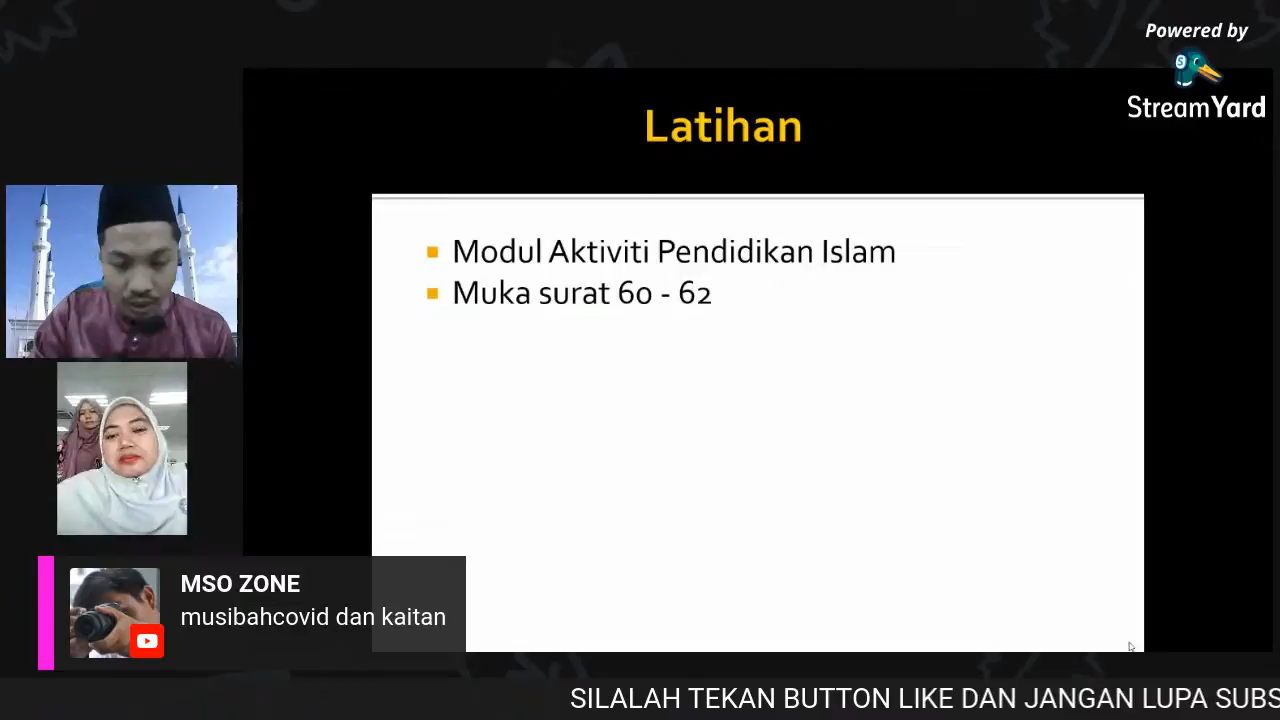 Powered by
StreamYard
Latihan
Modul Aktiviti Pendidikan Islam
Muka surat 60 - 62
MSO ZONE
musibahcovid dan kaitan
SILALAH TEKAN BUTTON LIKE DAN JANGAN LUPA SUBS